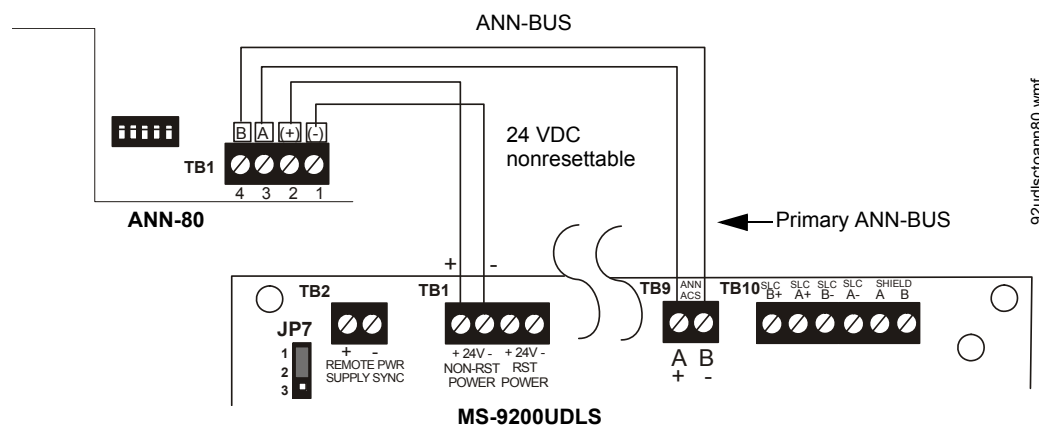 ANN-BUS
92udlsctoann80.wmf
B A (+) (-)
24 VDC
nonresettable
TB1
4 3 2 1
ANN-80
Primary ANN-BUS
+ -
TB2
TB1
TB9
ANN
ACS
TB10
SLC SLC SLC SLC SHIELD
B+ A+ B- A- A B
JP7
1
2
3
+ -
REMOTE PWR
SUPPLY SYNC
+ 24V - + 24V -
NON-RST RST
POWER POWER
A B
+ -
MS-9200UDLS